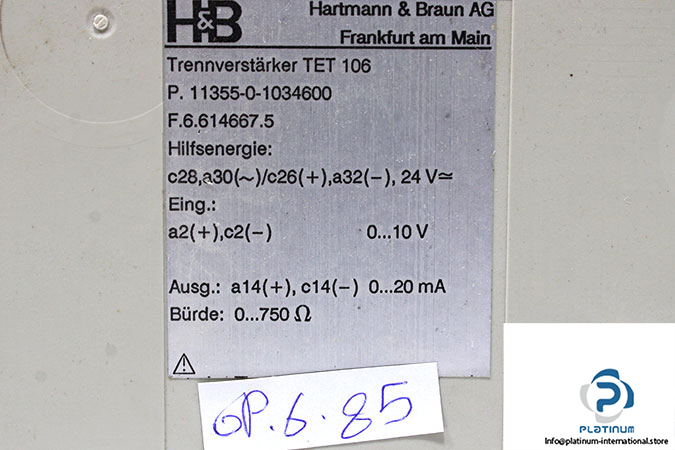 H&B
Hartmann & Braun AG
Frankfurt am Main
Trennverstärker TET 106
P. 11355-0-1034600
F.6.614667.5
Hilfsenergie:
c28,a30(~)/c26(+),a32(-), 24 V≃
Eing.:
a2(+),c2(-) 0...10 V
Ausg.: a14(+), c14(-) 0...20 mA
Bürde: 0...750 Ω
OP.6.85
PLATINUM
Info@platinum-international.store